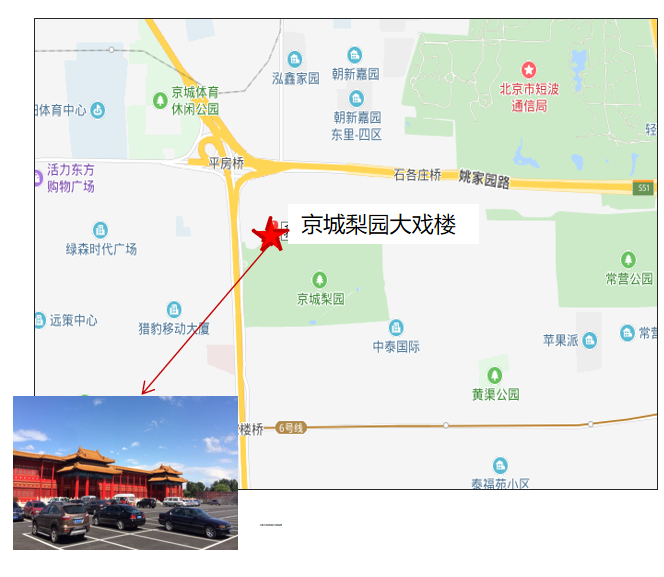 泓鑫家园
朝新嘉园
京城体育
休闲公园
北京市短波
通信局
体育中心
朝新嘉园
东里-四区
轻
平房桥
石各庄桥
姚家园路
S51
活力东方
购物广场
京城梨园大戏楼
绿森时代广场
常营公园
京城梨园
远策中心
猎豹移动大厦
中泰国际
苹果派
常营
黄渠公园
楼桥
6号线
泰福苑小区